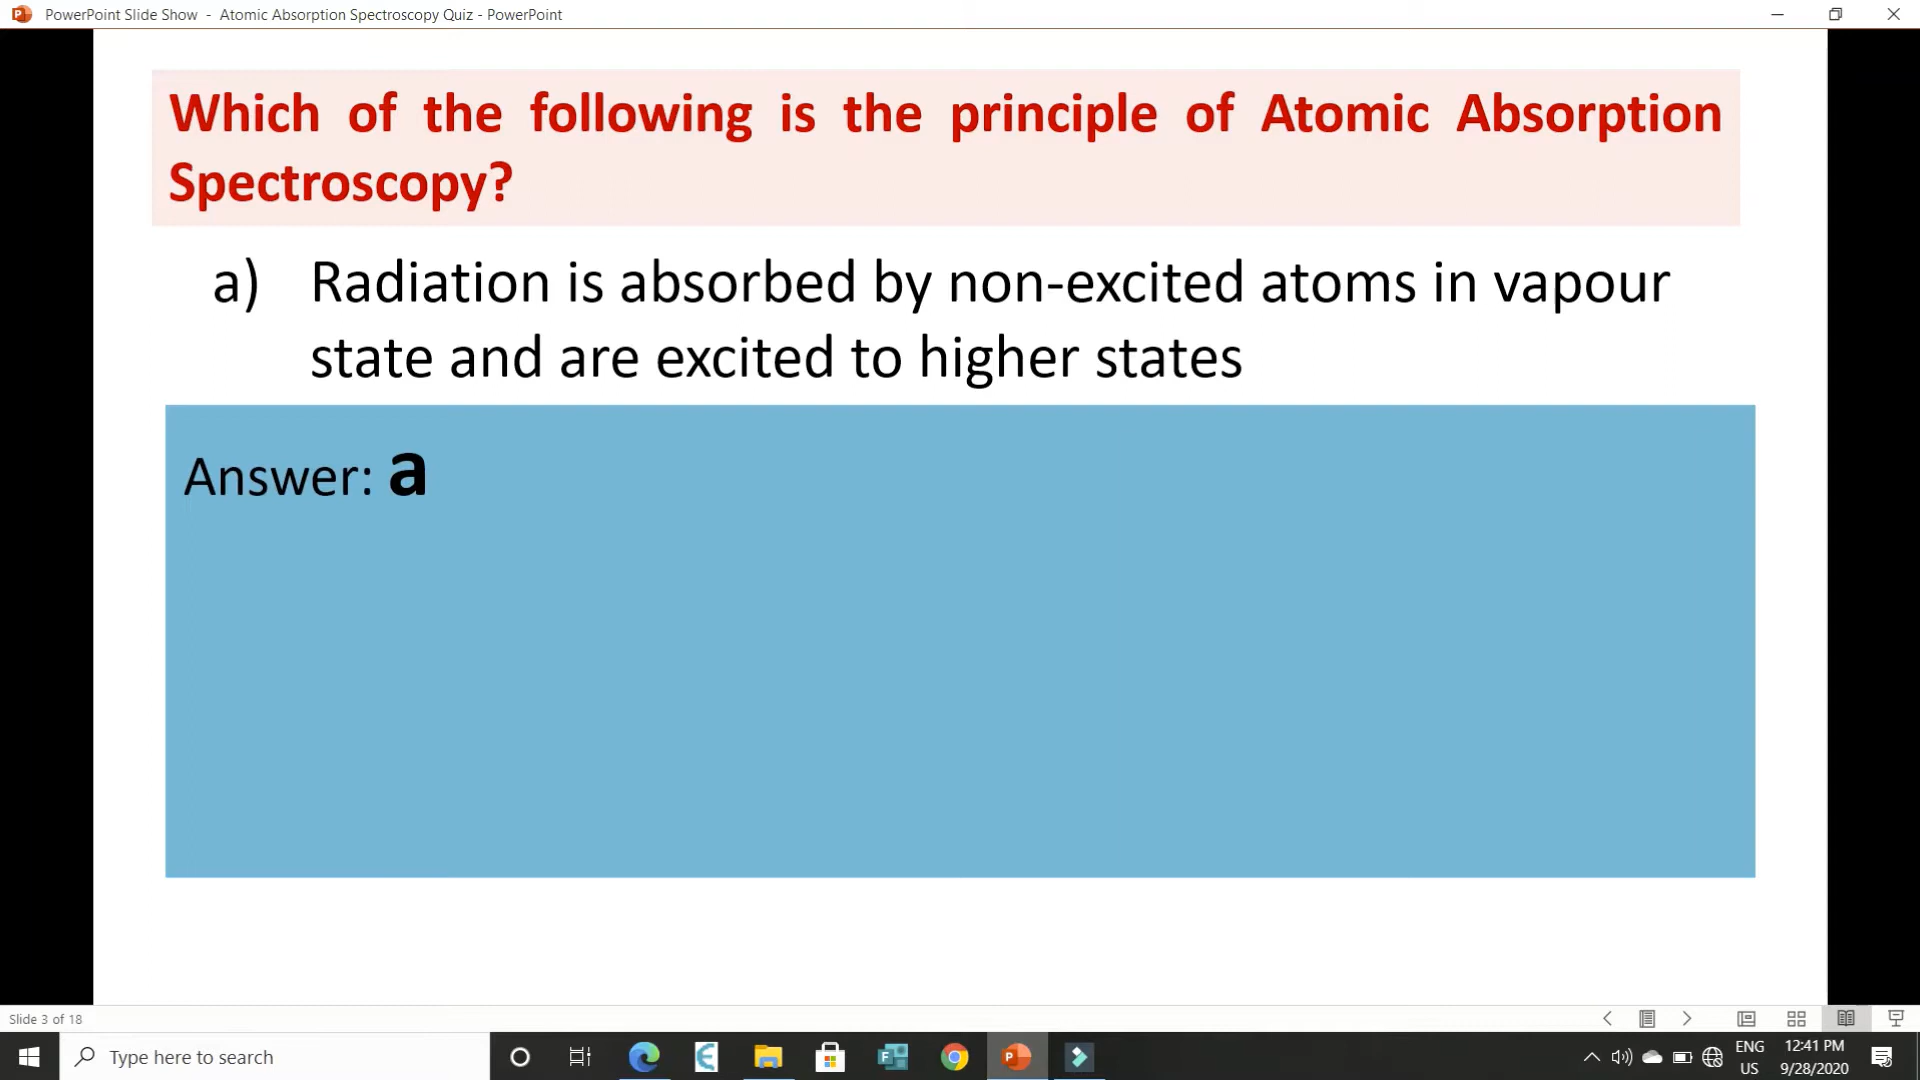 PowerPoint Slide Show - Atomic Absorption Spectroscopy Quiz - PowerPoint
Which of the following is the principle of Atomic Absorption
Spectroscopy?
a) Radiation is absorbed by non-excited atoms in vapour
state and are excited to higher states
Answer: a
Slide 3 of 18
Type here to search
ENG
US
12:41 PM
9/28/2020